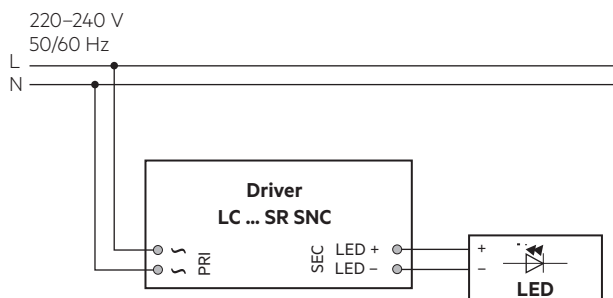 220–240 V
50/60 Hz
L
N
Driver
LC ... SR SNC
~
~
PRI
SEC
LED +
LED –
+
–
LED